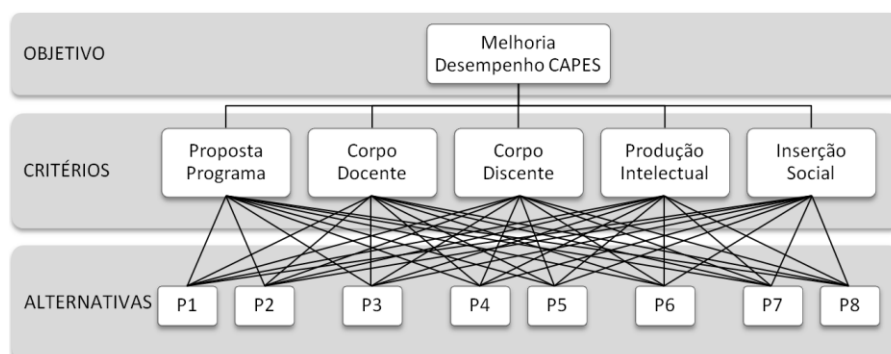 OBJETIVO
Melhoria
Desempenho CAPES
CRITÉRIOS
Proposta
Programa
Corpo
Docente
Corpo
Discente
Produção
Intelectual
Inserção
Social
ALTERNATIVAS
P1
P2
P3
P4
P5
P6
P7
P8